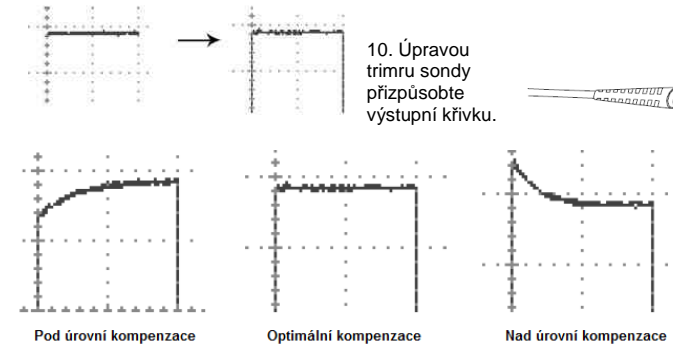 10. Úpravou
trimru sondy
přizpůsobte
výstupní křivku.
Pod úrovní kompenzace
Optimální kompenzace
Nad úrovní kompenzace